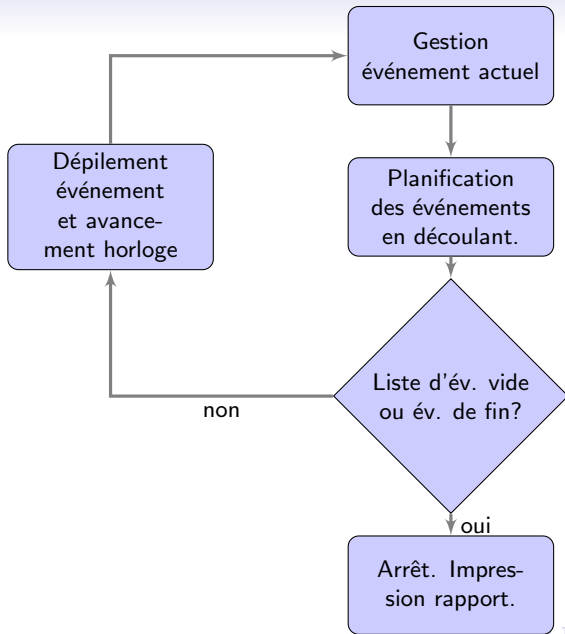 Gestion
événement actuel
Dépilement
événement
et avance-
ment horloge
Planification
des événements
en découlant.
Liste d'év. vide
ou év. de fin?
non
oui
Arrêt. Impres-
sion rapport.